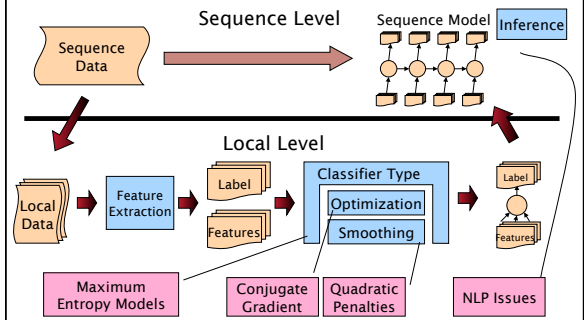 Sequence Level
Sequence Model
Inference
Sequence
Data
Local Level
Local
Data
Feature
Extraction
Label
Features
Classifier Type
Optimization
Smoothing
Label
Features
Maximum
Entropy Models
Conjugate
Gradient
Quadratic
Penalties
NLP Issues